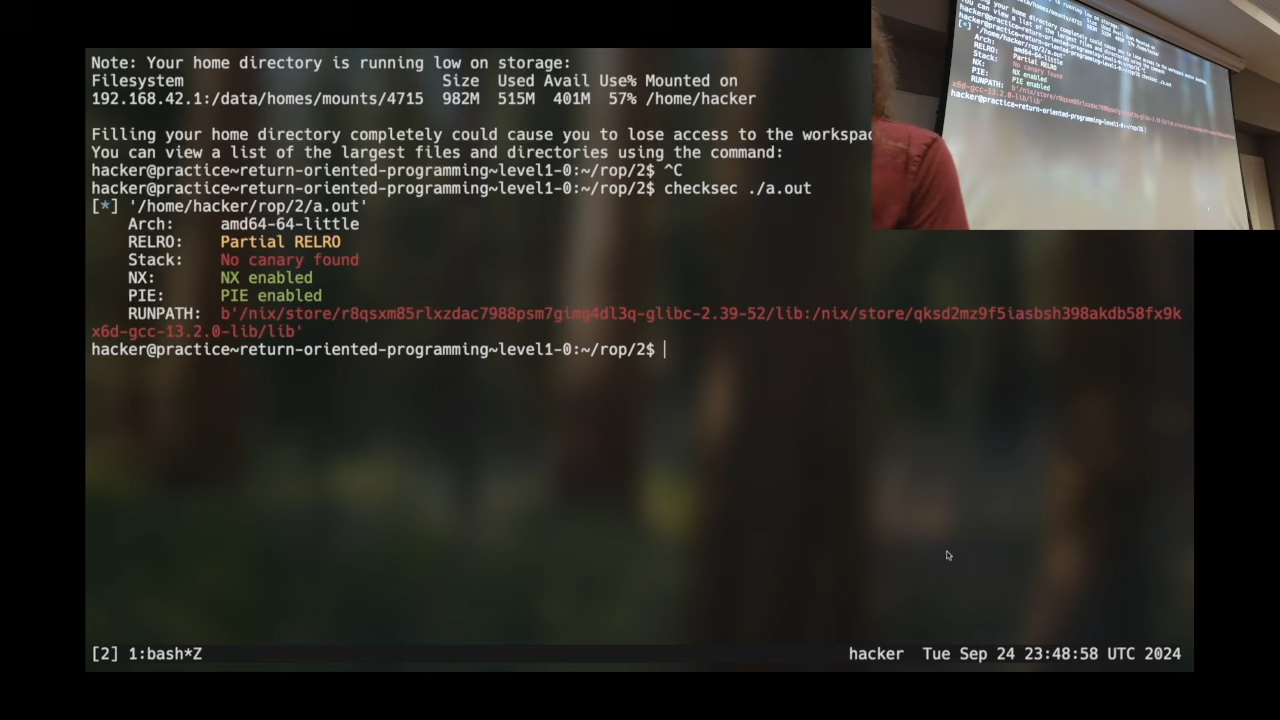 Note: Your home directory is running low on storage:
Filesystem                            Size  Used Avail Use% Mounted on
192.168.42.1:/data/homes/mounts/4715  982M  515M  401M  57% /home/hacker
Filling your home directory completely could cause you to lose access to the workspac
You can view a list of the largest files and directories using the command:
hacker@practice~return-oriented-programming~level1-0:~/rop/2$ ^C
hacker@practice~return-oriented-programming~level1-0:~/rop/2$ checksec ./a.out
[*] '/home/hacker/rop/2/a.out'
    Arch:     amd64-64-little
    RELRO:    Partial RELRO
    Stack:    No canary found
    NX:       NX enabled
    PIE:      PIE enabled
    RUNPATH:  b'/nix/store/r8qsxm85rlxzdac7988psm7gimg4dl3q-glibc-2.39-52/lib:/nix/store/qksd2mz9f5iasbsh398akdb58fx9k
x6d-gcc-13.2.0-lib/lib'
hacker@practice~return-oriented-programming~level1-0:~/rop/2$
[2] 1:bash*Z
hacker  Tue Sep 24 23:48:58 UTC 2024